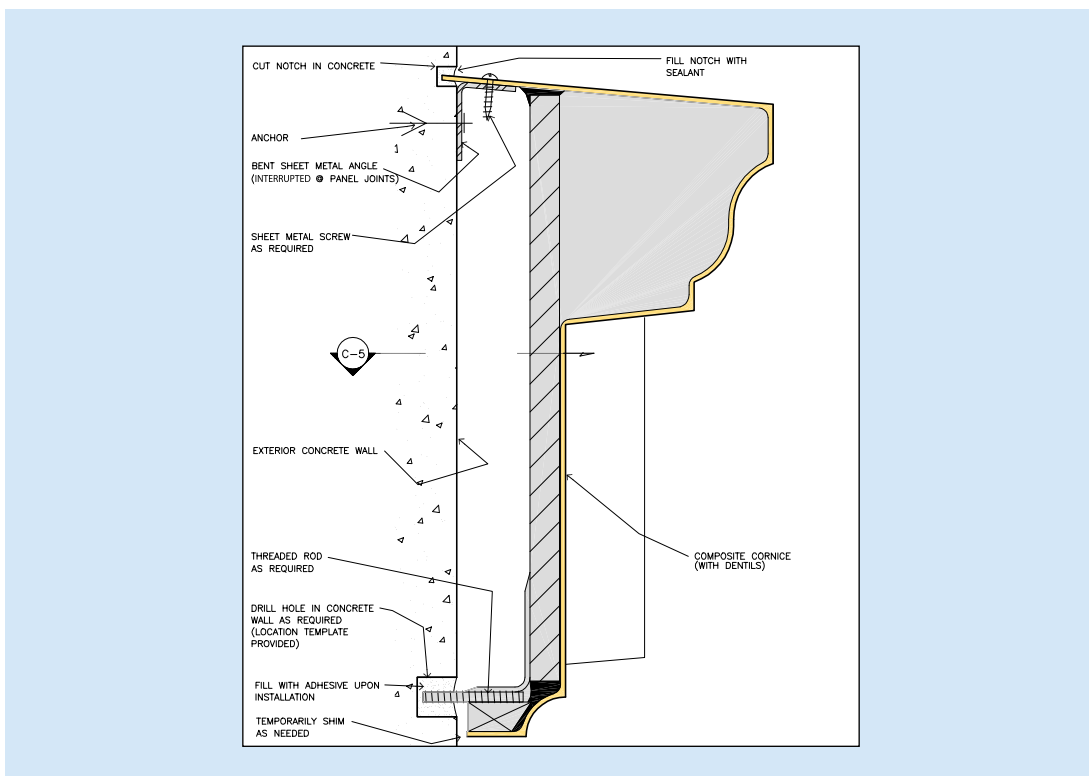 CUT NOTCH IN CONCRETE
FILL NOTCH WITH
SEALANT
ANCHOR
BENT SHEET METAL ANGLE
(INTERRUPTED @ PANEL JOINTS)
SHEET METAL SCREW
AS REQUIRED
C-5
EXTERIOR CONCRETE WALL
THREADED ROD
AS REQUIRED
COMPOSITE CORNICE
(WITH DENTILS)
DRILL HOLE IN CONCRETE
WALL AS REQUIRED
(LOCATION TEMPLATE
PROVIDED)
FILL WITH ADHESIVE UPON
INSTALLATION
TEMPORARILY SHIM
AS NEEDED